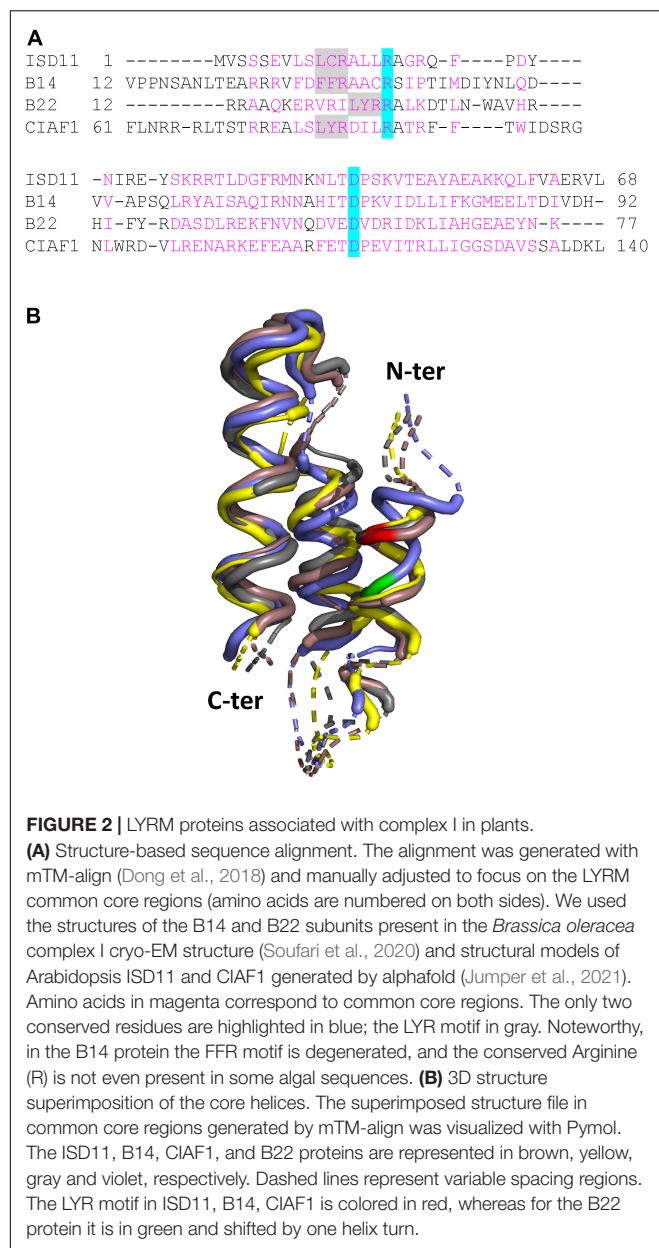 A
ISD11 1 --------MVSSSEVLSLCRALLRAGRQ-F----PDY----
B14 12 VPPNSANLTEARRRVFDFFRAACRSIPTIMDIYNLQD----
B22 12 ---------RRAAQKERVRILYRRALKDTLN-WAVHR----
CIAF1 61 FLNRR-RLTSTRREALSLYRDILRATRF-F----TWIDSRG
ISD11 -NIRE-YSKRRTLDGFRMNKNLTDPSKVTEAYAEAKKQLFVAERVL 68
B14 VV-APSQLRYAISAQIRNNAHITDPKVIDLLIFKGMEELTDIVDH- 92
B22 HI-FY-RDASDLREKFNVNQDVEDVDRIDKLIAHGEAEYN-K---- 77
CIAF1 NLWRD-VLRENARKEFEAARFETDPEVITRLLIGGSDAVSSALDKL 140
B
N-ter
C-ter
FIGURE 2 | LYRM proteins associated with complex I in plants.
(A) Structure-based sequence alignment. The alignment was generated with
mTM-align (Dong et al., 2018) and manually adjusted to focus on the LYRM
common core regions (amino acids are numbered on both sides). We used
the structures of the B14 and B22 subunits present in the Brassica oleracea
complex I cryo-EM structure (Soufari et al., 2020) and structural models of
Arabidopsis ISD11 and CIAF1 generated by alphafold (Jumper et al., 2021).
Amino acids in magenta correspond to common core regions. The only two
conserved residues are highlighted in blue; the LYR motif in gray. Noteworthy,
in the B14 protein the FFR motif is degenerated, and the conserved Arginine
(R) is not even present in some algal sequences. (B) 3D structure
superimposition of the core helices. The superimposed structure file in
common core regions generated by mTM-align was visualized with Pymol.
The ISD11, B14, CIAF1, and B22 proteins are represented in brown, yellow,
gray and violet, respectively. Dashed lines represent variable spacing regions.
The LYR motif in ISD11, B14, CIAF1 is colored in red, whereas for the B22
protein it is in green and shifted by one helix turn.